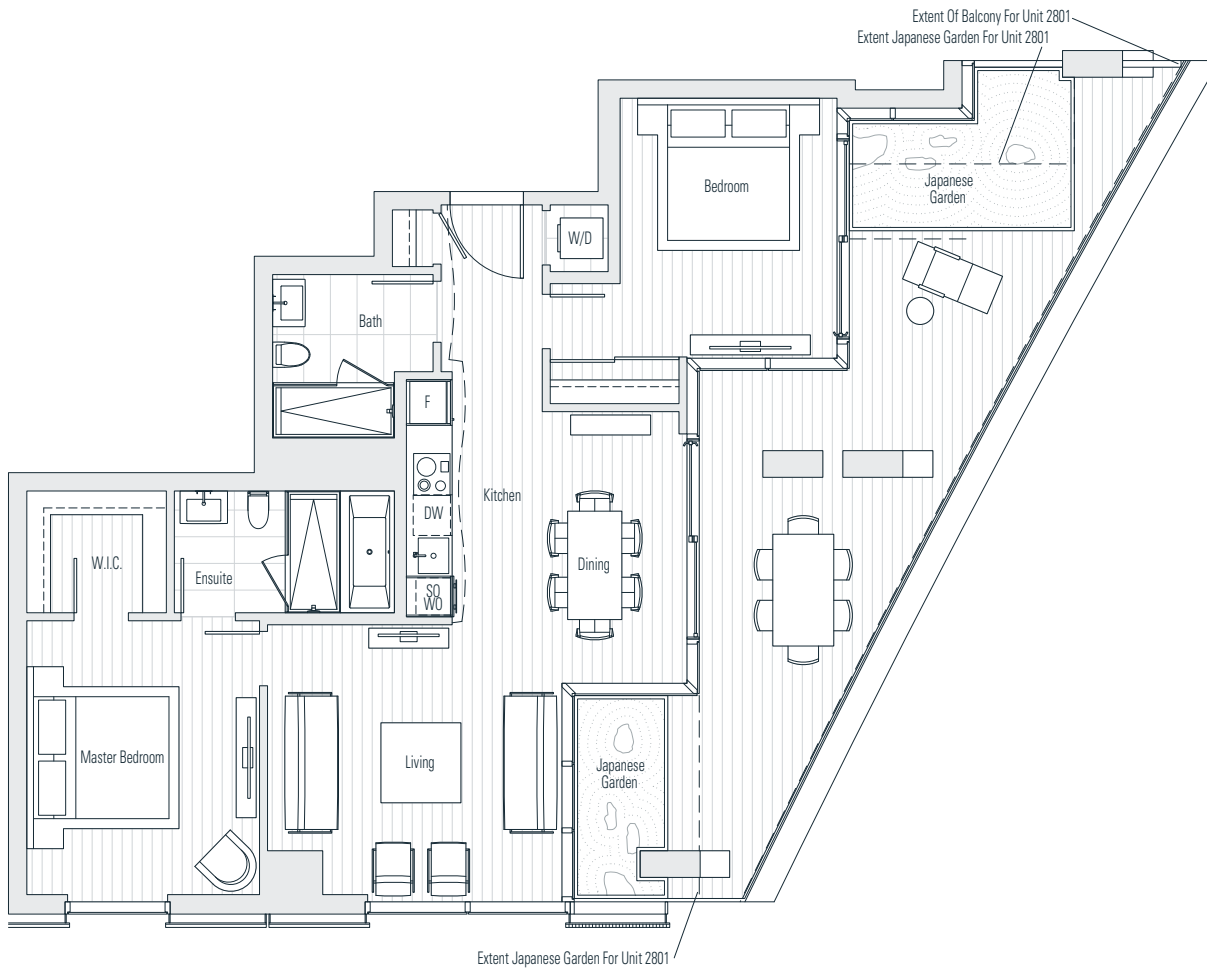 Extent Of Balcony For Unit 2801
Extent Japanese Garden For Unit 2801
Bedroom
Japanese
Garden
W/D
Bath
F
Kitchen
DW
Dining
W.I.C.
Ensuite
SO
WO
Master Bedroom
Living
Japanese
Garden
Extent Japanese Garden For Unit 2801